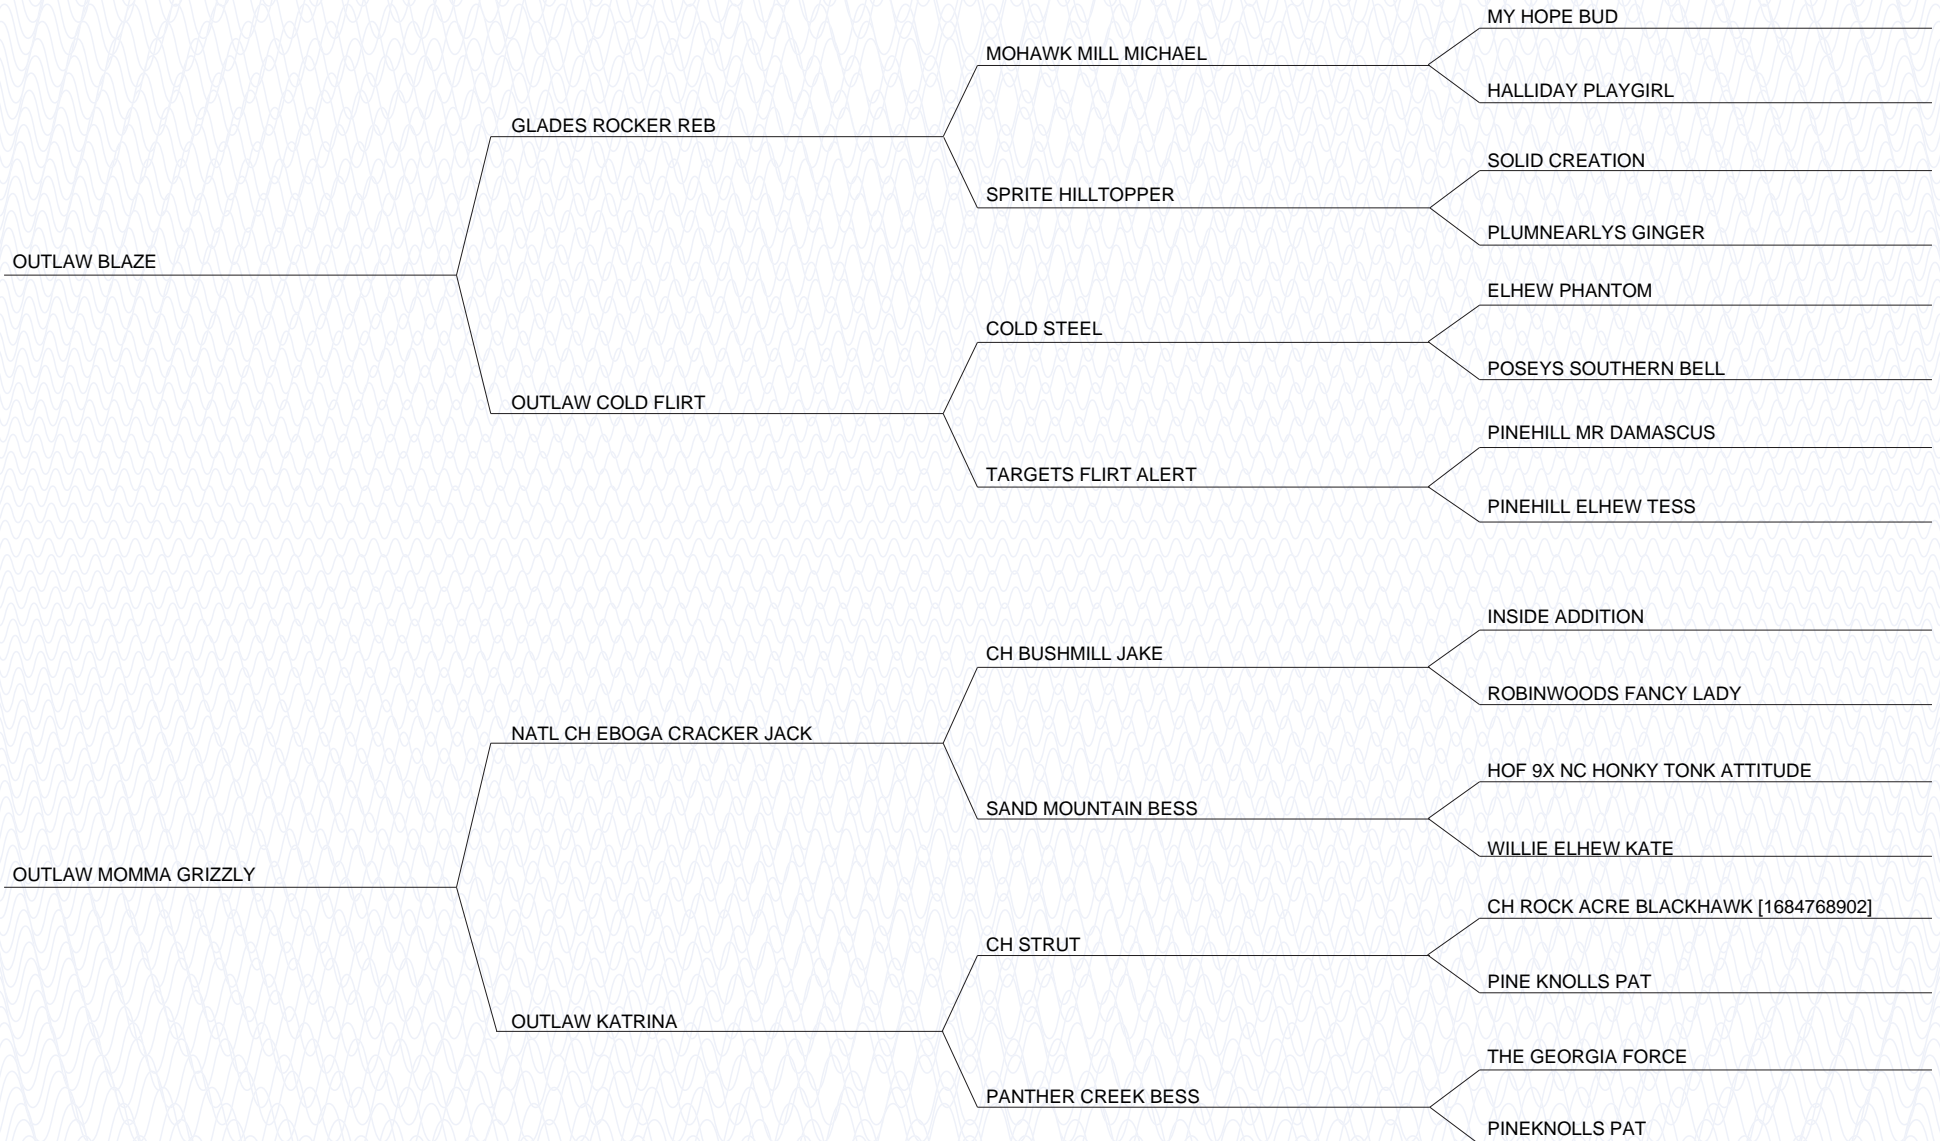 MY HOPE BUD
MOHAWK MILL MICHAEL
HALLIDAY PLAYGIRL
GLADES ROCKER REB
SOLID CREATION
SPRITE HILLTOPPER
PLUMNEARLYS GINGER
OUTLAW BLAZE
ELHEW PHANTOM
COLD STEEL
POSEYS SOUTHERN BELL
OUTLAW COLD FLIRT
PINEHILL MR DAMASCUS
TARGETS FLIRT ALERT
PINEHILL ELHEW TESS
INSIDE ADDITION
CH BUSHMILL JAKE
ROBINWOODS FANCY LADY
NATL CH EBOGA CRACKER JACK
HOF 9X NC HONKY TONK ATTITUDE
SAND MOUNTAIN BESS
WILLIE ELHEW KATE
OUTLAW MOMMA GRIZZLY
CH ROCK ACRE BLACKHAWK [1684768902]
CH STRUT
PINE KNOLLS PAT
OUTLAW KATRINA
THE GEORGIA FORCE
PANTHER CREEK BESS
PINEKNOLLS PAT